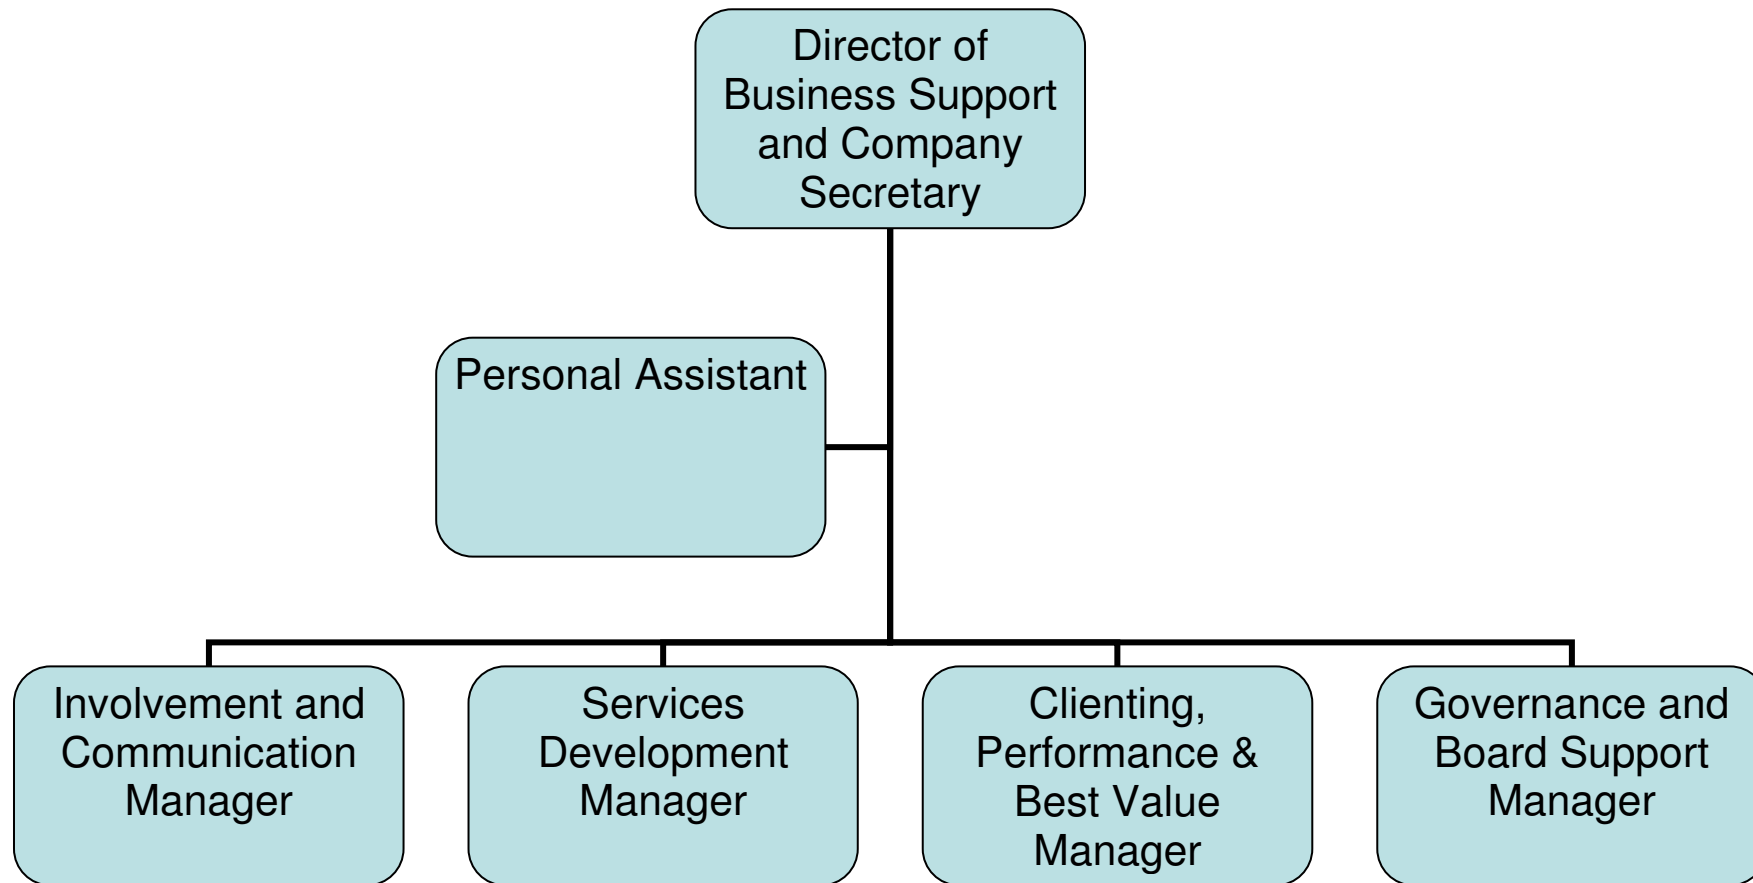 Director of
Business Support
and Company
Secretary
Personal Assistant
Involvement and
Communication
Manager
Services
Development
Manager
Clienting,
Performance &
Best Value
Manager
Governance and
Board Support
Manager